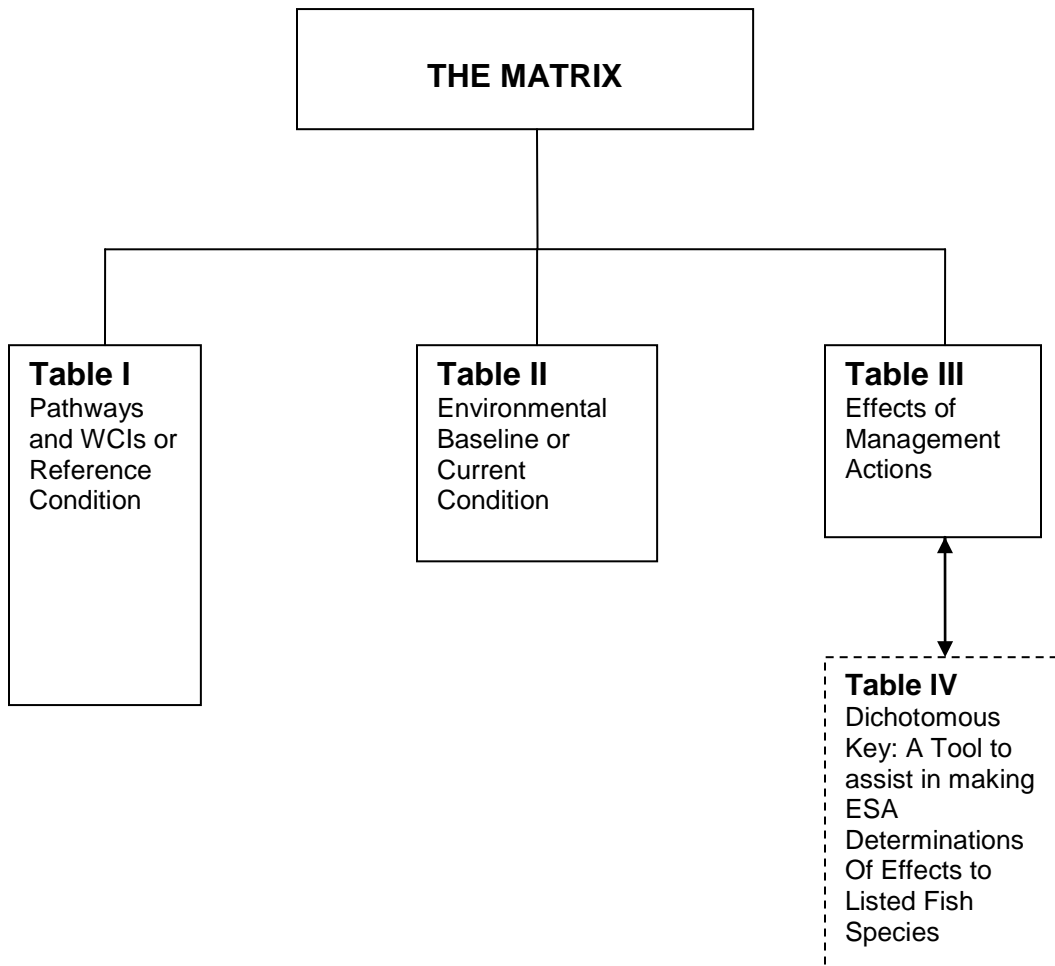 THE MATRIX
Table I
Pathways
and WCIs or
Reference
Condition
Table II
Environmental
Baseline or
Current
Condition
Table III
Effects of
Management
Actions
Table IV
Dichotomous
Key: A Tool to
assist in making
ESA
Determinations
Of Effects to
Listed Fish
Species